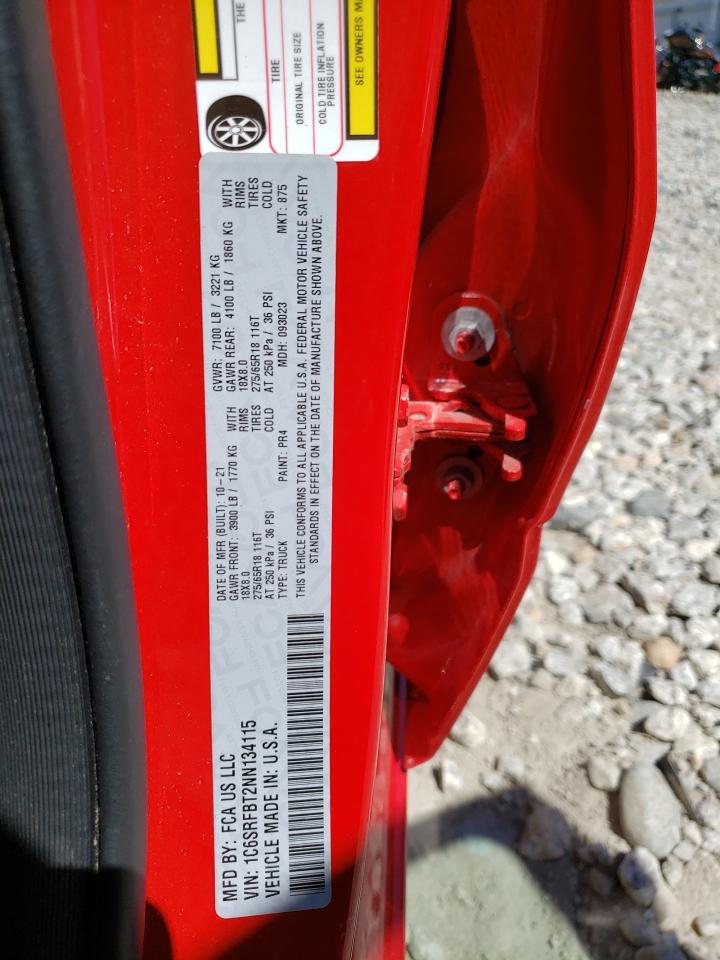 MFD BY: FCA US LLC
VIN: 1C6SRFBT2NN134115
VEHICLE MADE IN: U.S.A.
DATE OF MFR (BUILT): 10-21 GVWR: 7100 LB / 3221 KG
GAWR FRONT: 3900 LB / 1770 KG WITH GAWR REAR: 4100 LB / 1860 KG WITH
18X8.0 RIMS 18X8.0 RIMS
275/65R18 116T TIRES 275/65R18 116T TIRES
AT 250 kPa / 36 PSI COLD AT 250 kPa / 36 PSI COLD
TYPE: TRUCK PAINT: PR4 MDH: 093023 MKT: 875
THIS VEHICLE CONFORMS TO ALL APPLICABLE U.S.A. FEDERAL MOTOR VEHICLE SAFETY
STANDARDS IN EFFECT ON THE DATE OF MANUFACTURE SHOWN ABOVE.
THE
TIRE
ORIGINAL TIRE SIZE
COLD TIRE INFLATION
PRESSURE
SEE OWNERS